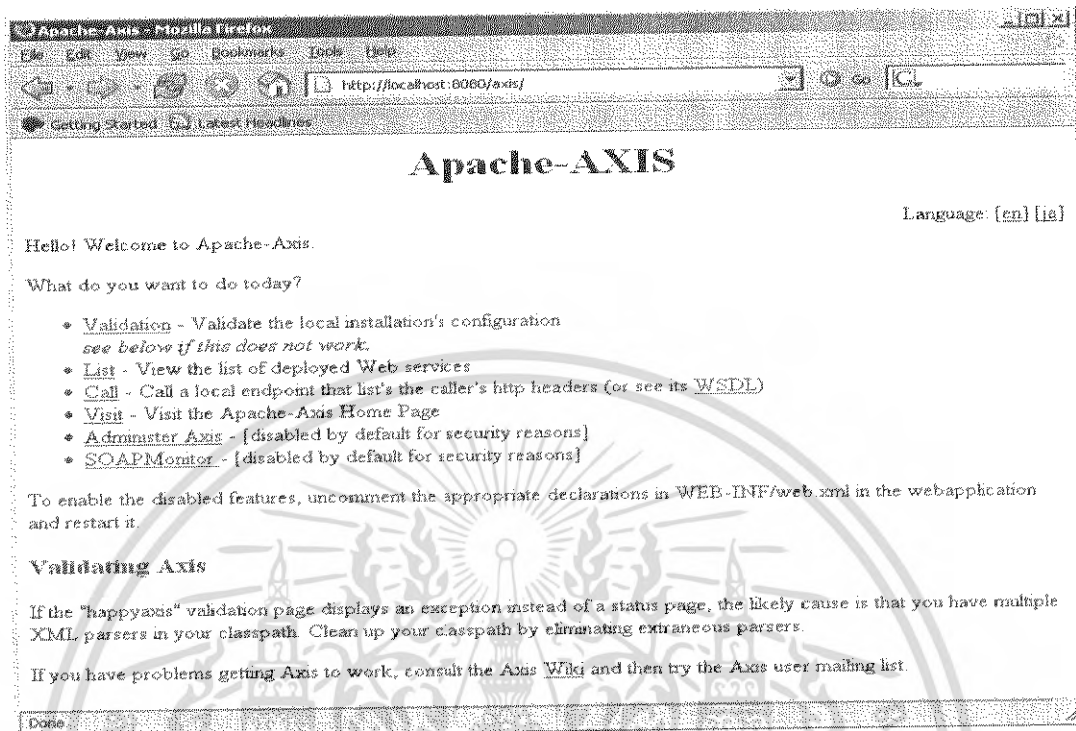 Apache-Axis - Mozilla Firefox
File Edit View Go Bookmarks Tools Help
http://localhost:8080/axis/ Go
Getting Started Latest Headlines
Apache-AXIS
Language: [en] [ja]
Hello! Welcome to Apache-Axis.
What do you want to do today?
• Validation - Validate the local installation's configuration
see below if this does not work.
• List - View the list of deployed Web services
• Call - Call a local endpoint that list's the caller's http headers (or see its WSDL)
• Visit - Visit the Apache-Axis Home Page
• Administer Axis - [disabled by default for security reasons]
• SOAPMonitor - [disabled by default for security reasons]
To enable the disabled features, uncomment the appropriate declarations in WEB-INF/web.xml in the webapplication
and restart it.
Validating Axis
If the "happyaxis" validation page displays an exception instead of a status page, the likely cause is that you have multiple
XML parsers in your classpath. Clean up your classpath by eliminating extraneous parsers.
If you have problems getting Axis to work, consult the Axis Wiki and then try the Axis user mailing list.
Done